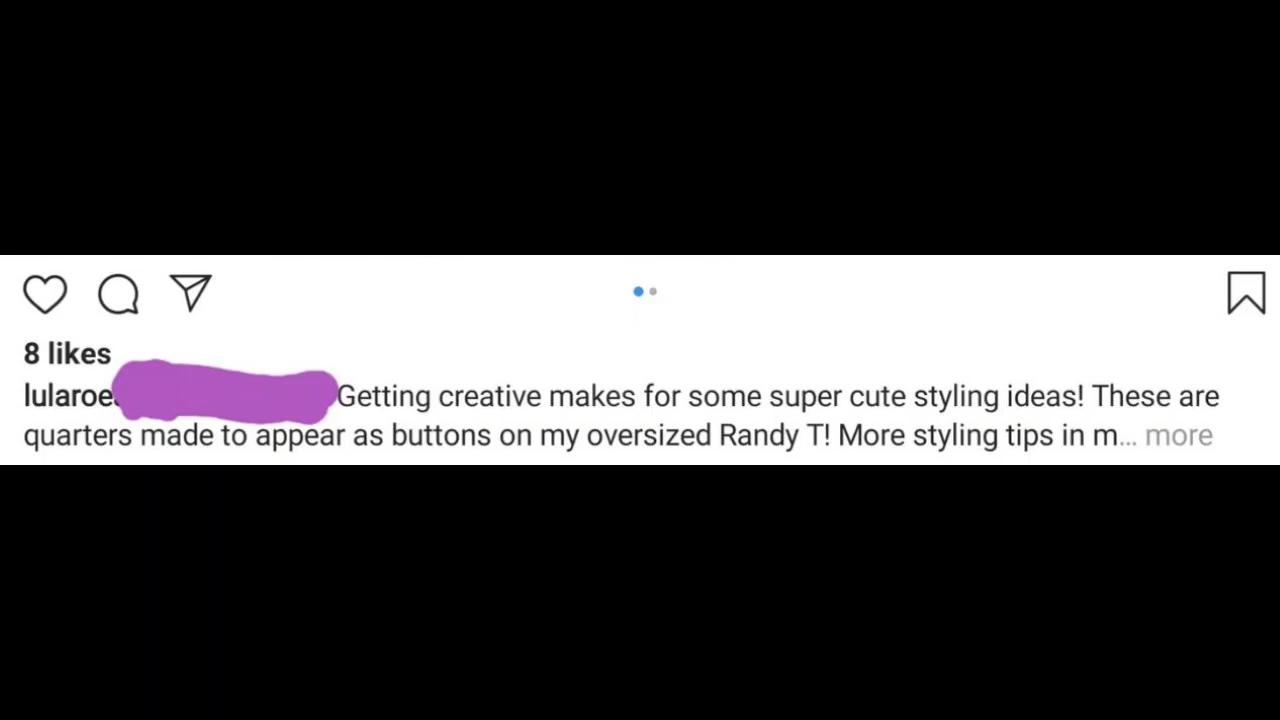 8 likes
lularoe Getting creative makes for some super cute styling ideas! These are
quarters made to appear as buttons on my oversized Randy T! More styling tips in m... more